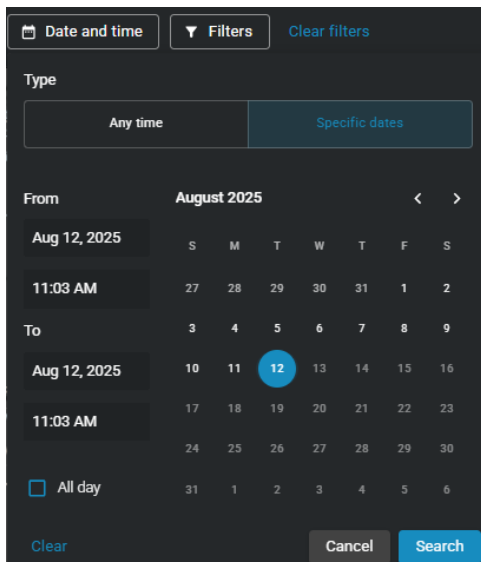 Date and time Filters Clear filters
Type
Any time Specific dates
From August 2025
Aug 12, 2025
S M T W T F S
11:03 AM 27 28 29 30 31 1 2
To 3 4 5 6 7 8 9
Aug 12, 2025 10 11 12 13 14 15 16
11:03 AM 17 18 19 20 21 22 23
24 25 26 27 28 29 30
All day 31 1 2 3 4 5 6
Clear Cancel Search